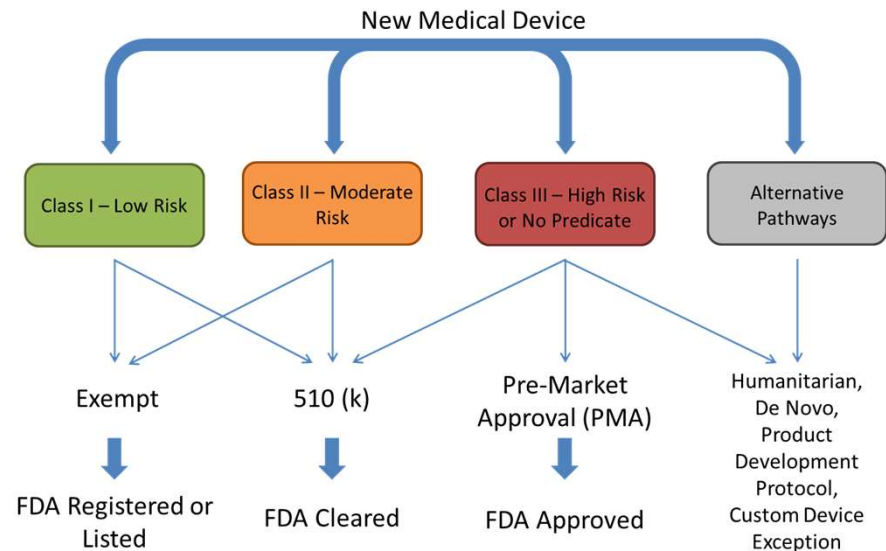 New Medical Device
Class I – Low Risk
Class II – Moderate
Risk
Class III – High Risk
or No Predicate
Alternative
Pathways
Exempt
510 (k)
Pre-Market
Approval (PMA)
Humanitarian,
De Novo,
Product
Development
Protocol,
Custom Device
Exception
FDA Registered or
Listed
FDA Cleared
FDA Approved